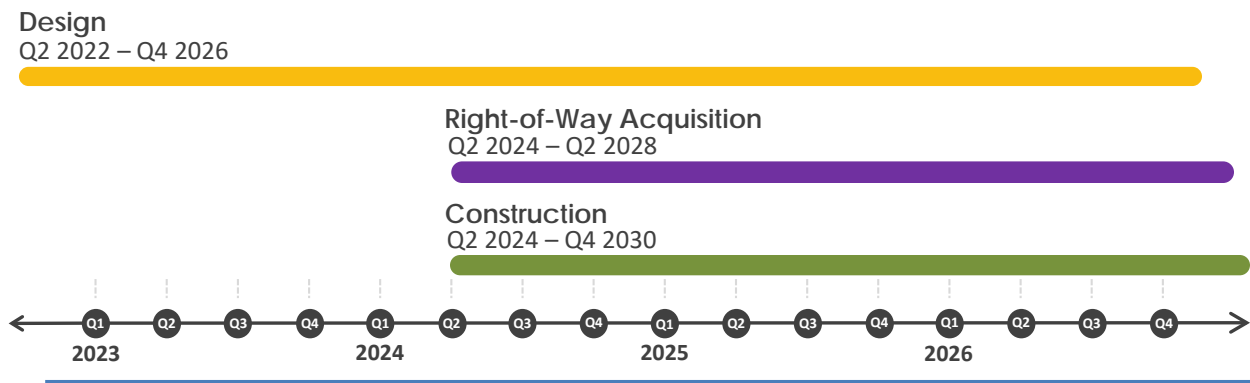 Design
Q2 2022 – Q4 2026
Right-of-Way Acquisition
Q2 2024 – Q2 2028
Construction
Q2 2024 – Q4 2030
Q1 Q2 Q3 Q4 Q1 Q2 Q3 Q4 Q1 Q2 Q3 Q4 Q1 Q2 Q3 Q4
2023 2024 2025 2026